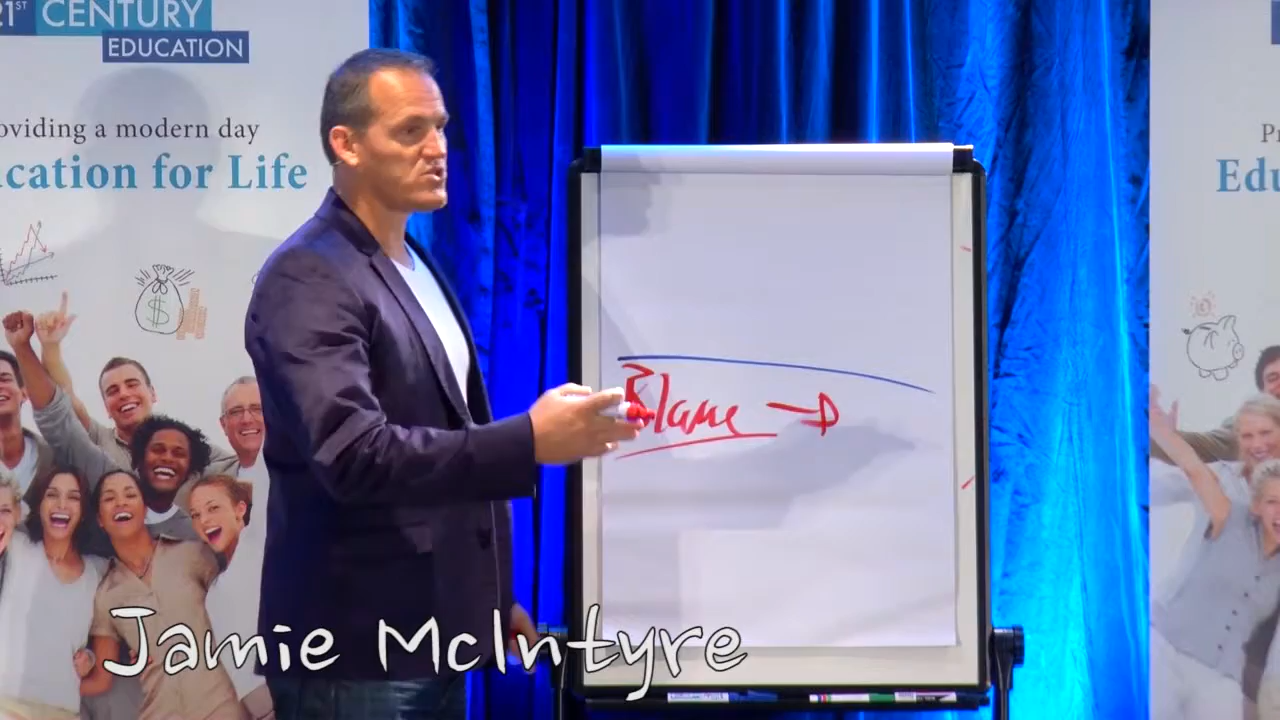 21ST CENTURY
EDUCATION
oviding a modern day
cation for Life
P
Edu
Blame
Jamie McIntyre